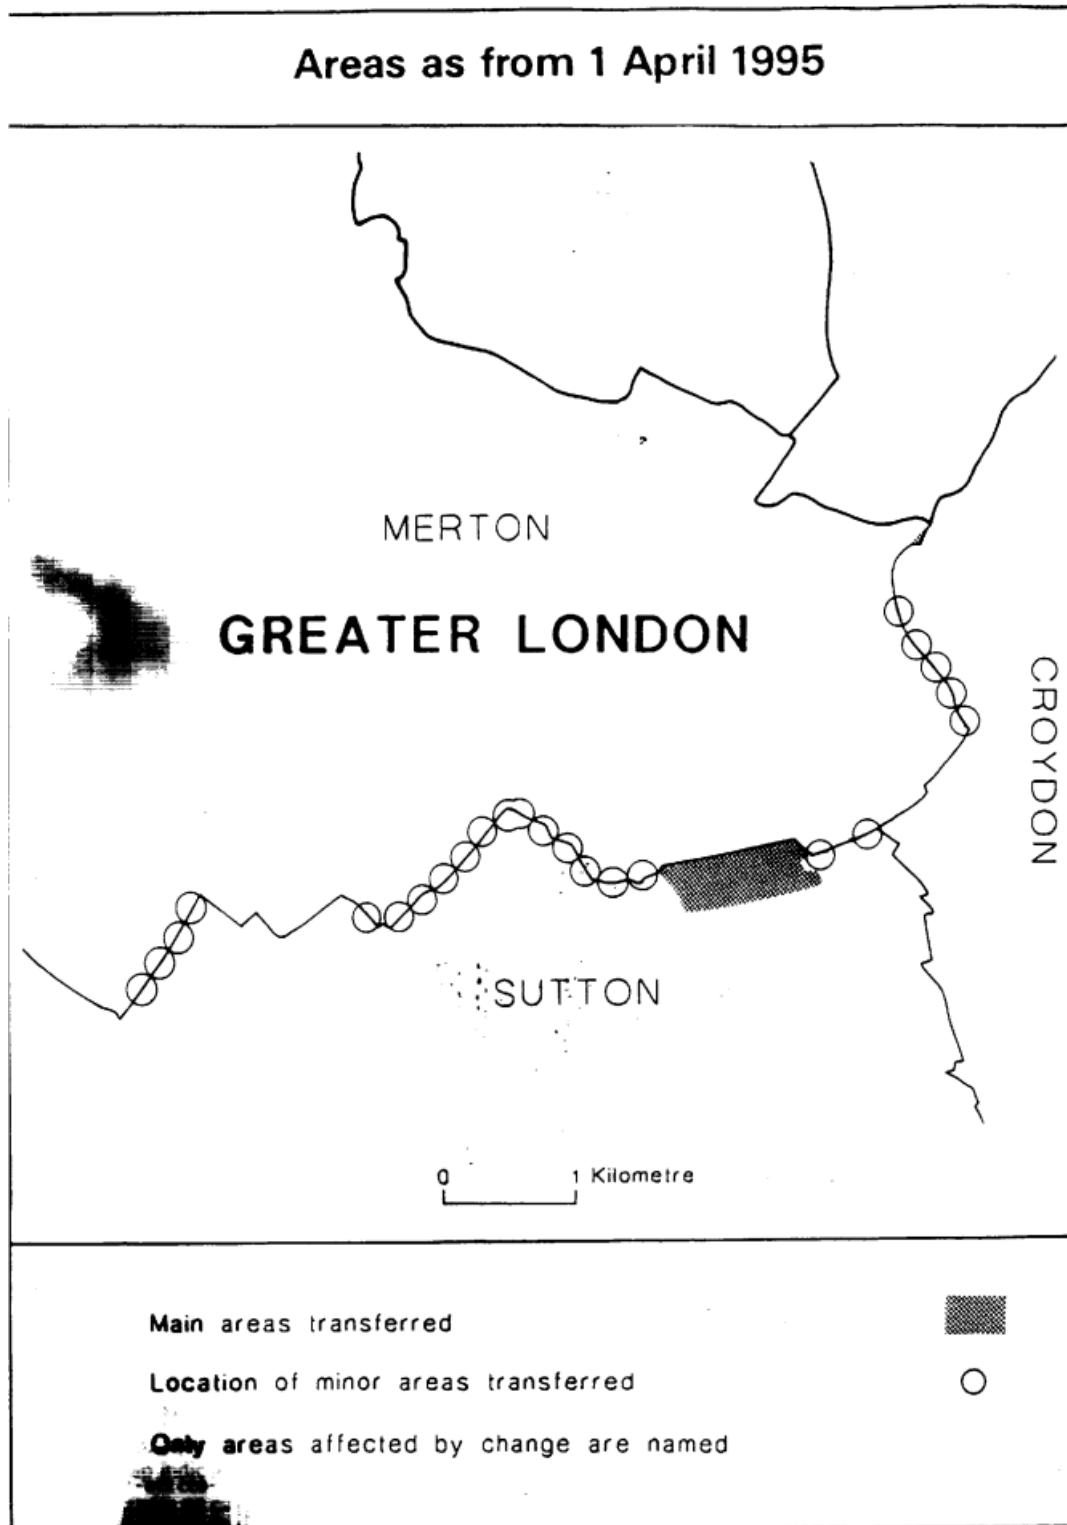 Areas as from 1 April 1995
MERTON
GREATER LONDON
CROYDON
SUTTON
0 1 Kilometre
Main areas transferred
Location of minor areas transferred
Only areas affected by change are named